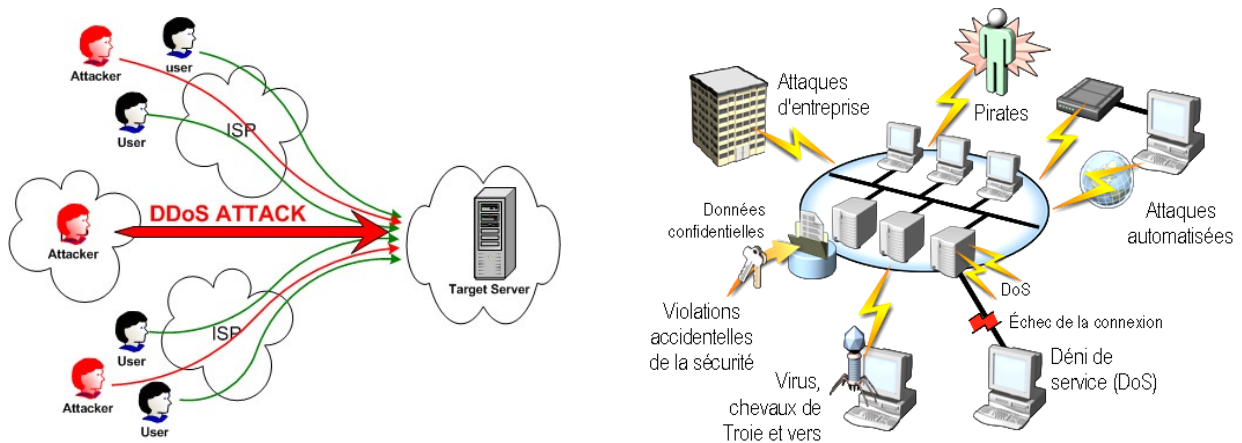 user
Attacker
ISP
User
DDoS ATTACK
Attacker
Target Server
ISP
User
Attacker
User
Attaques
d'entreprise
Pirates
Attaques
automatisées
Données
confidentielles
DoS
Violations
accidentelles
de la sécurité
Échec de la connexion
Déni de
service (DoS)
Virus,
chevaux de
Troie et vers